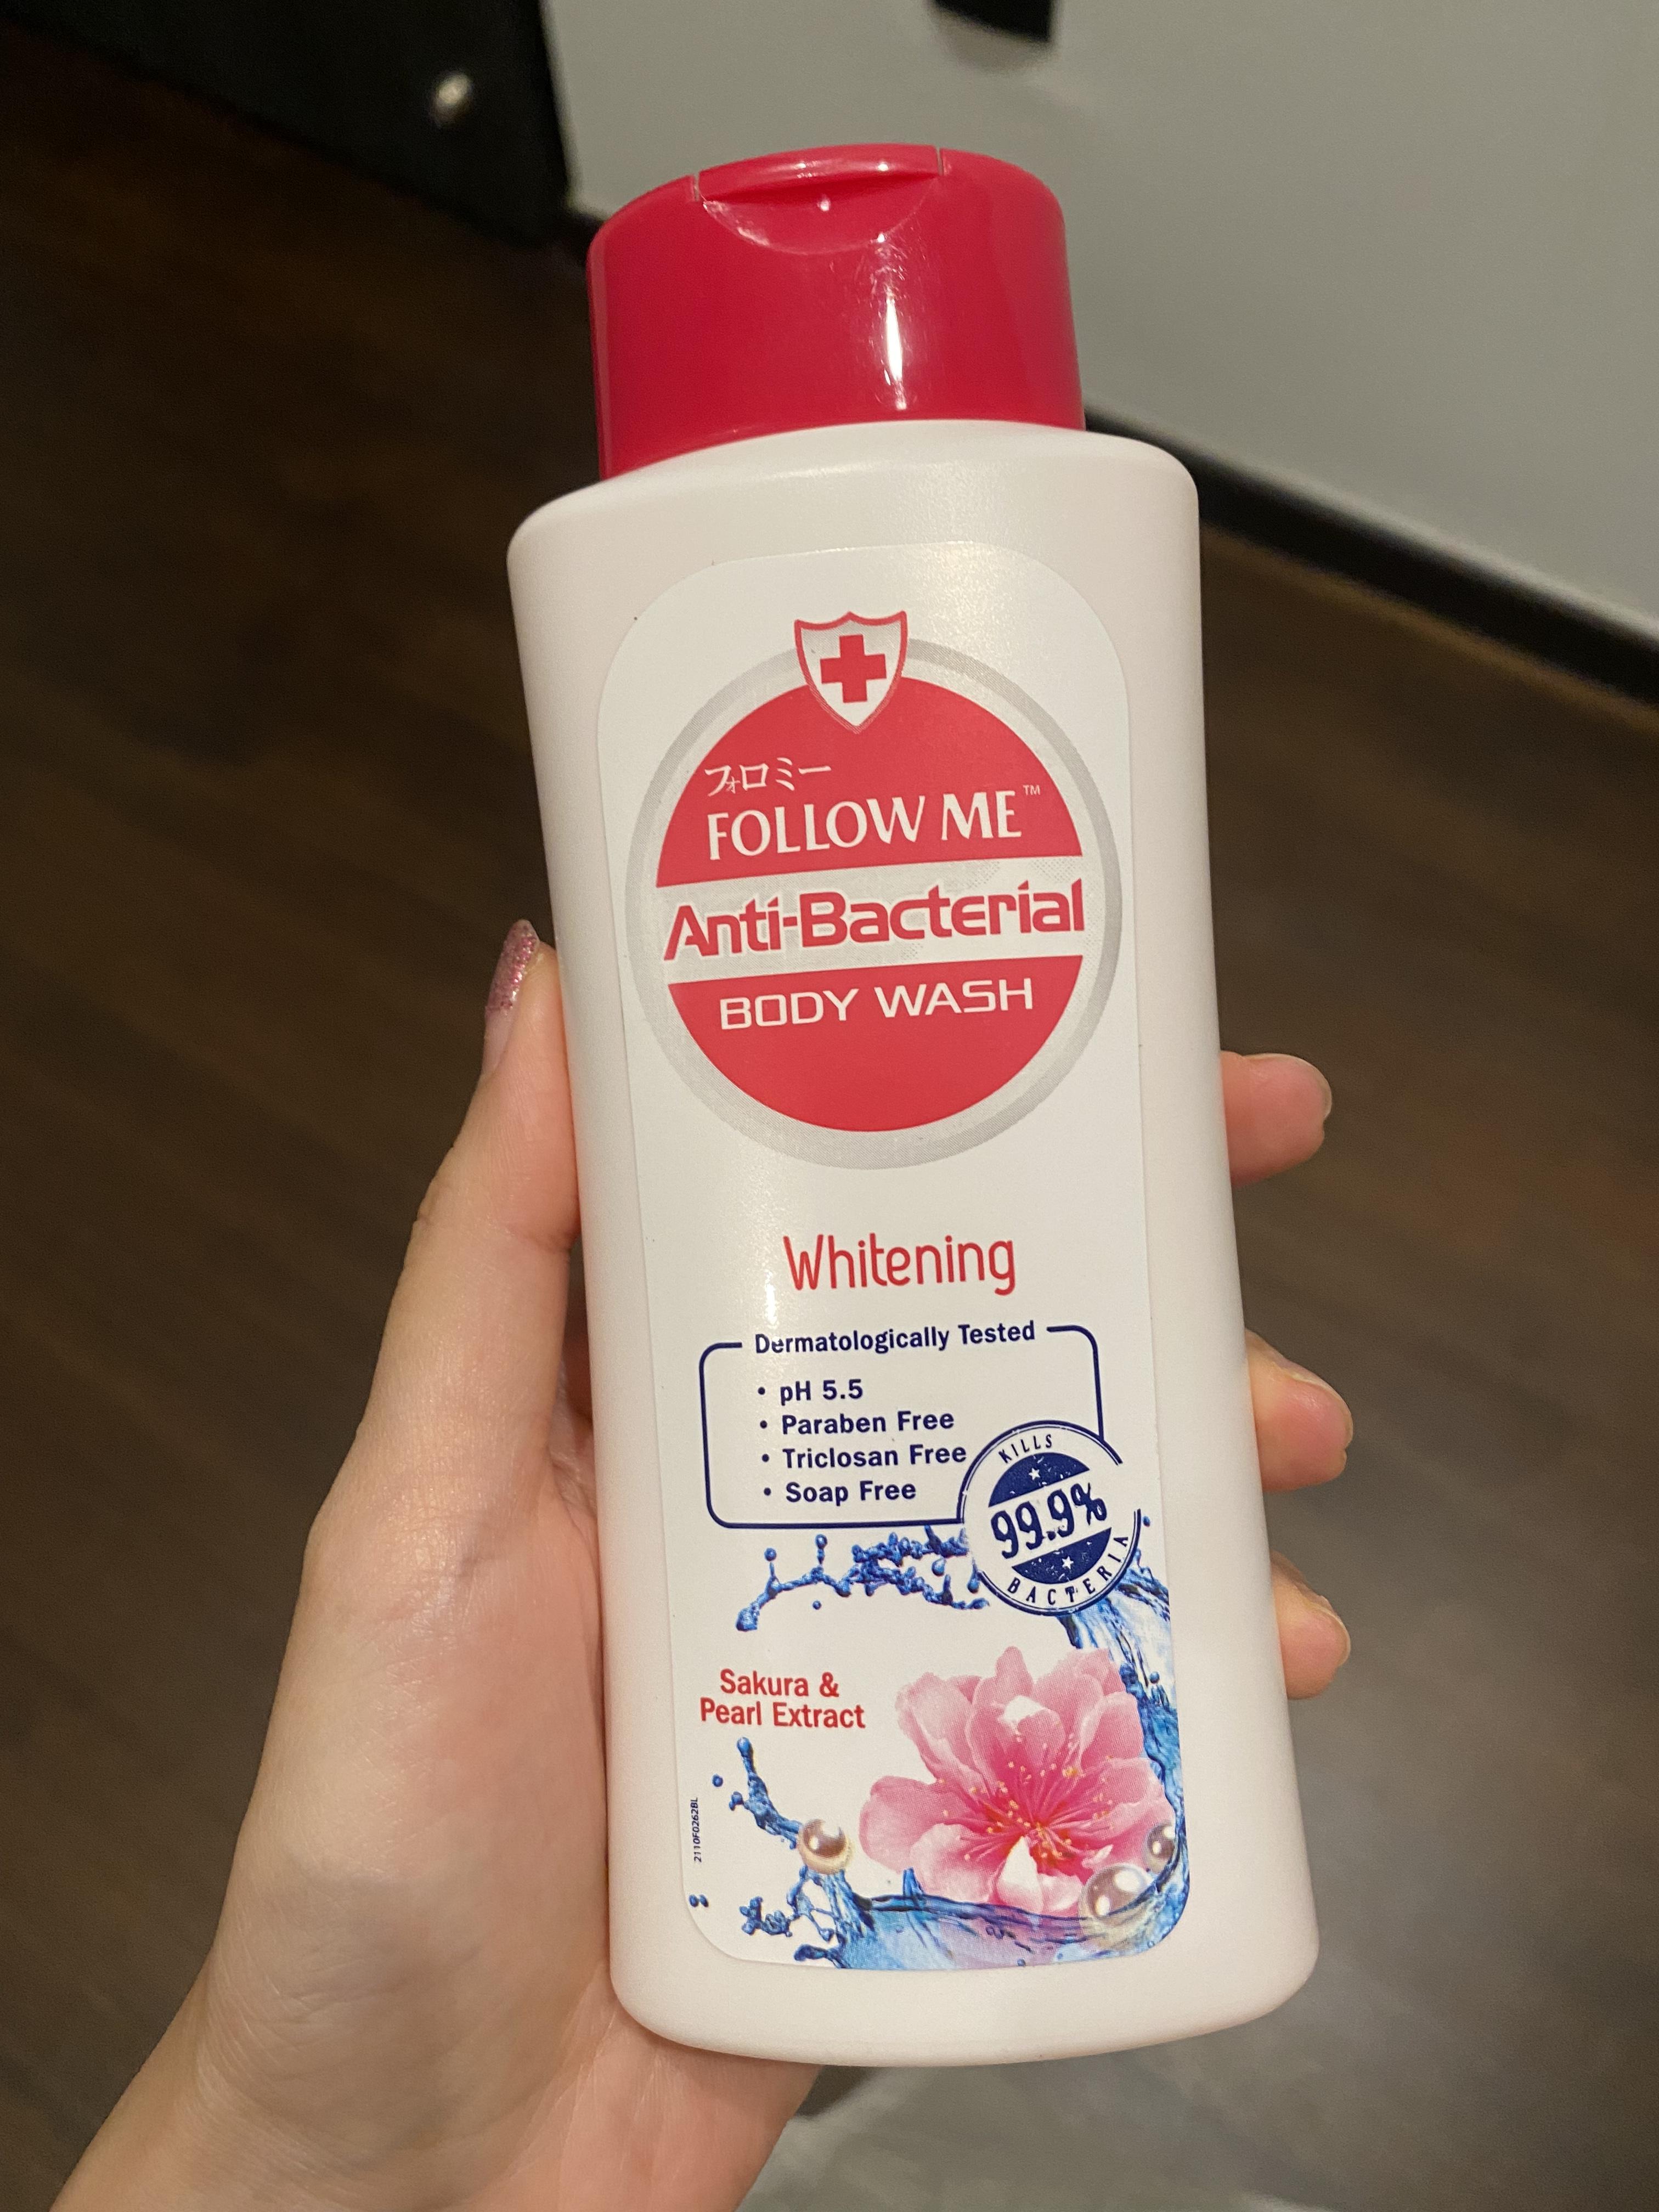 フォロミー
FOLLOW ME™
Anti-Bacterial
BODY WASH
Whitening
Dermatologically Tested
• pH 5.5
• Paraben Free
• Triclosan Free
• Soap Free
KILLS
99.9%
BACTERIA
Sakura &
Pearl Extract
2110F0262BL